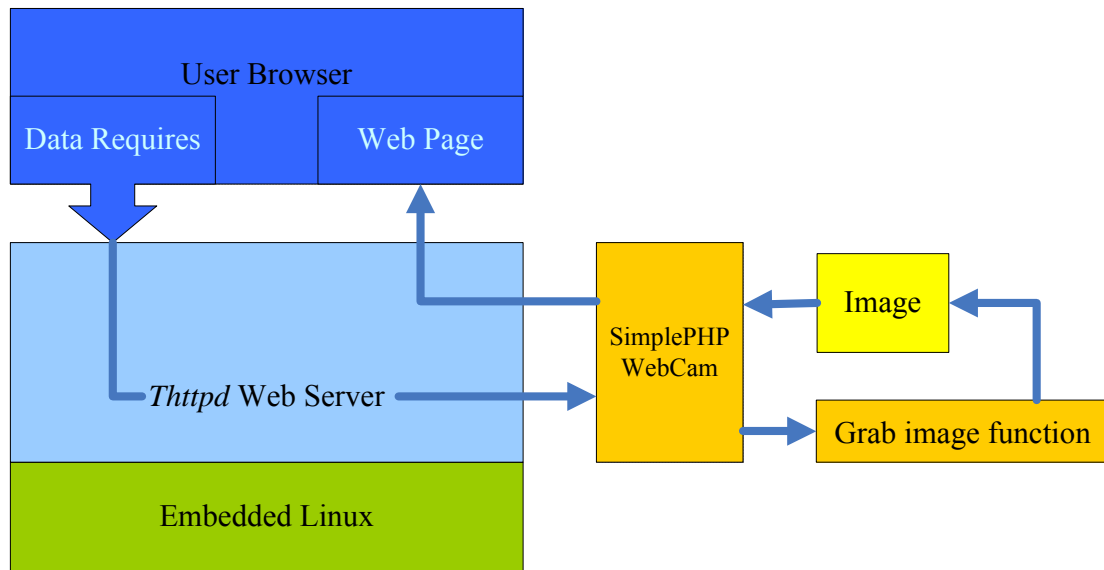 User Browser
Data Requires
Web Page
Thttpd Web Server
SimplePHP
WebCam
Image
Grab image function
Embedded Linux